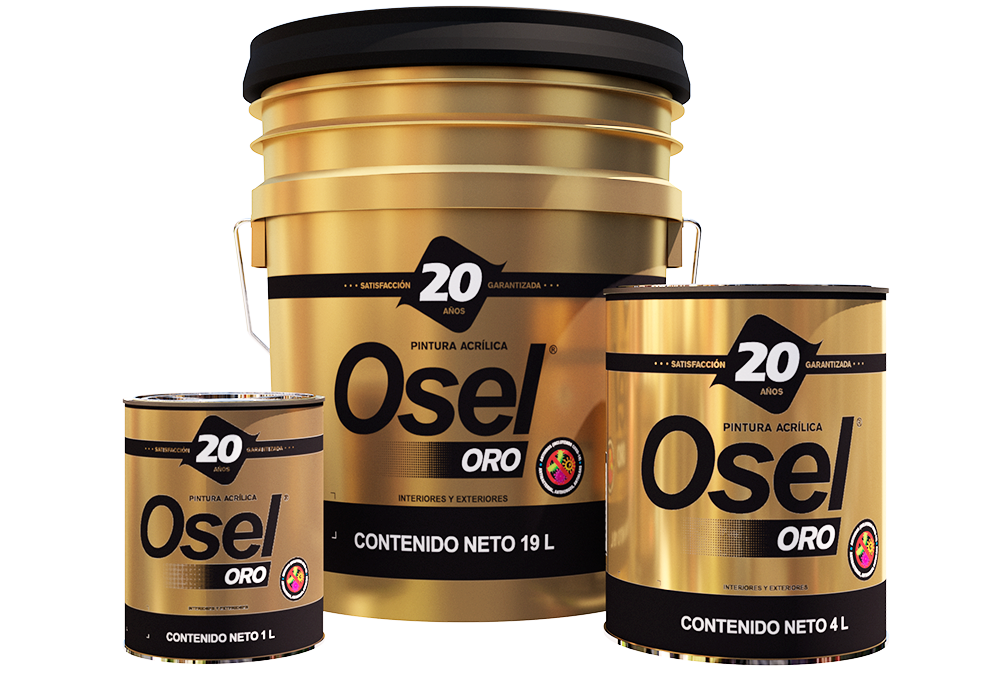 20
··· SATISFACCIÓN GARANTIZADA ···
AÑOS
PINTURA ACRÍLICA
Osel®
ORO
INTERIORES Y EXTERIORES
CONTENIDO NETO 19 L
20
··· SATISFACCIÓN GARANTIZADA ···
AÑOS
PINTURA ACRÍLICA
Osel®
ORO
INTERIORES Y EXTERIORES
CONTENIDO NETO 4 L
20
··· SATISFACCIÓN GARANTIZADA ···
AÑOS
PINTURA ACRÍLICA
Osel®
ORO
CONTENIDO NETO 1 L